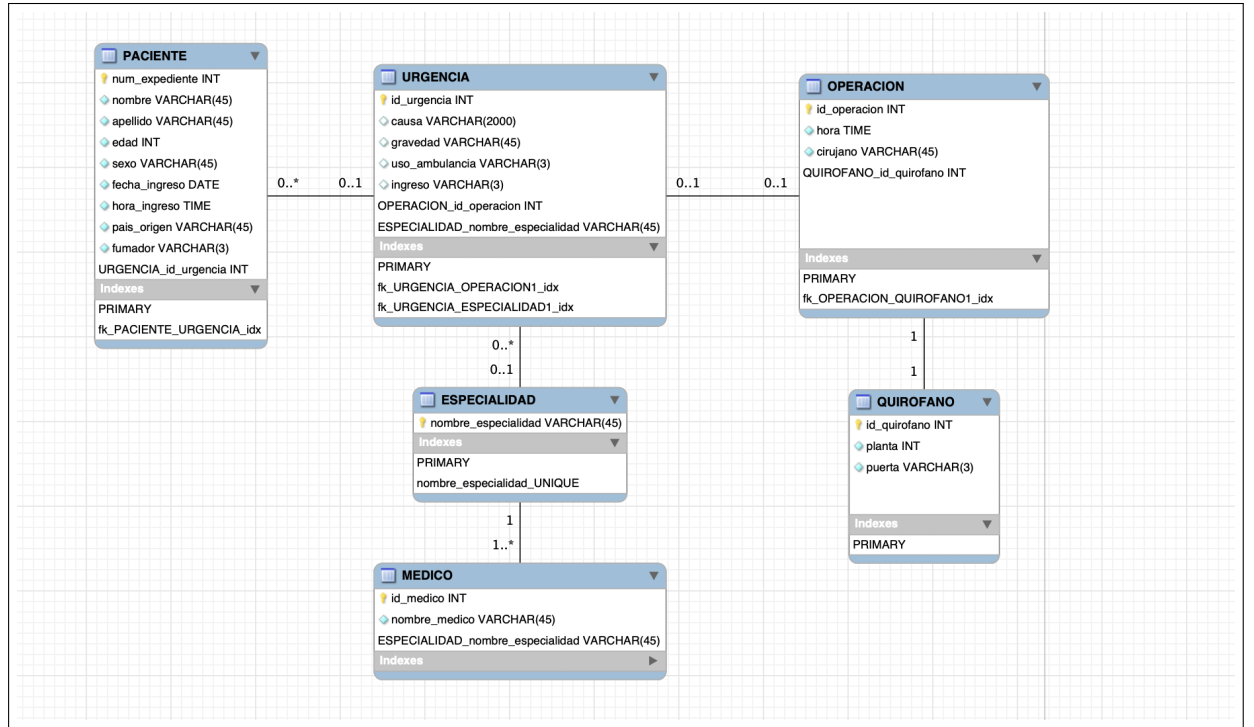 PACIENTE
num_expediente INT
nombre VARCHAR(45)
apellido VARCHAR(45)
edad INT
sexo VARCHAR(45)
fecha_ingreso DATE
hora_ingreso TIME
pais_origen VARCHAR(45)
fumador VARCHAR(3)
URGENCIA_id_urgencia INT
Indexes
PRIMARY
fk_PACIENTE_URGENCIA_idx
0..*
0..1
URGENCIA
id_urgencia INT
causa VARCHAR(2000)
gravedad VARCHAR(45)
uso_ambulancia VARCHAR(3)
ingreso VARCHAR(3)
OPERACION_id_operacion INT
ESPECIALIDAD_nombre_especialidad VARCHAR(45)
Indexes
PRIMARY
fk_URGENCIA_OPERACION1_idx
fk_URGENCIA_ESPECIALIDAD1_idx
0..1
0..1
OPERACION
id_operacion INT
hora TIME
cirujano VARCHAR(45)
QUIROFANO_id_quirofano INT
Indexes
PRIMARY
fk_OPERACION_QUIROFANO1_idx
0..*
0..1
ESPECIALIDAD
nombre_especialidad VARCHAR(45)
Indexes
PRIMARY
nombre_especialidad_UNIQUE
1
1..*
MEDICO
id_medico INT
nombre_medico VARCHAR(45)
ESPECIALIDAD_nombre_especialidad VARCHAR(45)
Indexes
1
1
QUIROFANO
id_quirofano INT
planta INT
puerta VARCHAR(3)
Indexes
PRIMARY